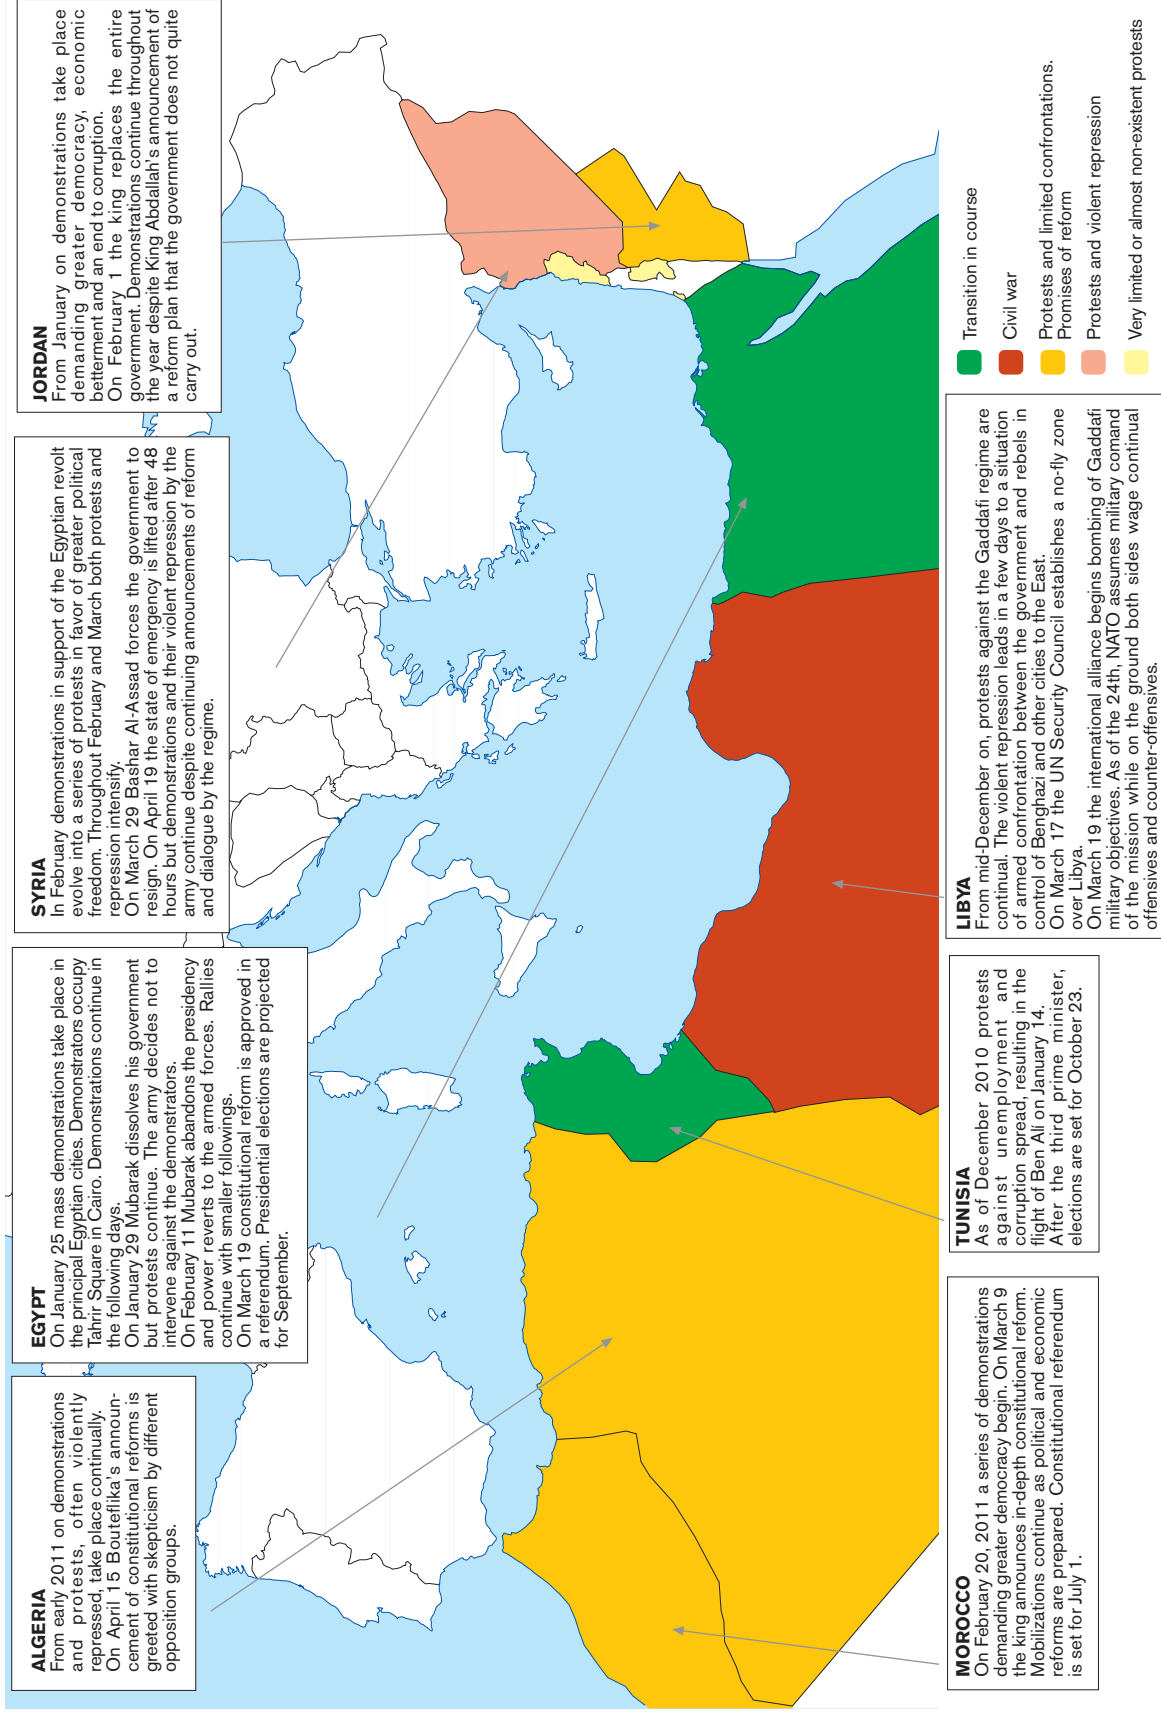 ALGERIA
From early 2011 on demonstrations
and protests, often violently
repressed, take place continually.
On April 15 Bouteflika's announ-
cement of constitutional reforms is
greeted with skepticism by different
opposition groups.
EGYPT
On January 25 mass demonstrations take place in
the principal Egyptian cities. Demonstrators occupy
Tahrir Square in Cairo. Demonstrations continue in
the following days.
On January 29 Mubarak dissolves his government
but protests continue. The army decides not to
intervene against the demonstrators.
On February 11 Mubarak abandons the presidency
and power reverts to the armed forces. Rallies
continue with smaller followings.
On March 19 constitutional reform is approved in
a referendum. Presidential elections are projected
for September.
SYRIA
In February demonstrations in support of the Egyptian revolt
evolve into a series of protests in favor of greater political
freedom. Throughout February and March both protests and
repression intensify.
On March 29 Bashar Al-Assad forces the government to
resign. On April 19 the state of emergency is lifted after 48
hours but demonstrations and their violent repression by the
army continue despite continuing announcements of reform
and dialogue by the regime.
JORDAN
From January on demonstrations take place
demanding greater democracy, economic
betterment and an end to corruption.
On February 1 the king replaces the entire
government. Demonstrations continue throughout
the year despite King Abdallah's announcement of
a reform plan that the government does not quite
carry out.
MOROCCO
On February 20, 2011 a series of demonstrations
demanding greater democracy begin. On March 9
the king announces in-depth constitutional reform.
Mobilizations continue as political and economic
reforms are prepared. Constitutional referendum
is set for July 1.
TUNISIA
As of December 2010 protests
against unemployment and
corruption spread, resulting in the
flight of Ben Ali on January 14.
After the third prime minister,
elections are set for October 23.
LIBYA
From mid-December on, protests against the Gaddafi regime are
continual. The violent repression leads in a few days to a situation
of armed confrontation between the government and rebels in
control of Benghazi and other cities to the East.
On March 17 the UN Security Council establishes a no-fly zone
over Libya.
On March 19 the international alliance begins bombing of Gaddafi
military objectives. As of the 24th, NATO assumes military comand
of the mission while on the ground both sides wage continual
offensives and counter-offensives.
Transition in course
Civil war
Protests and limited confrontations.
Promises of reform
Protests and violent repression
Very limited or almost non-existent protests